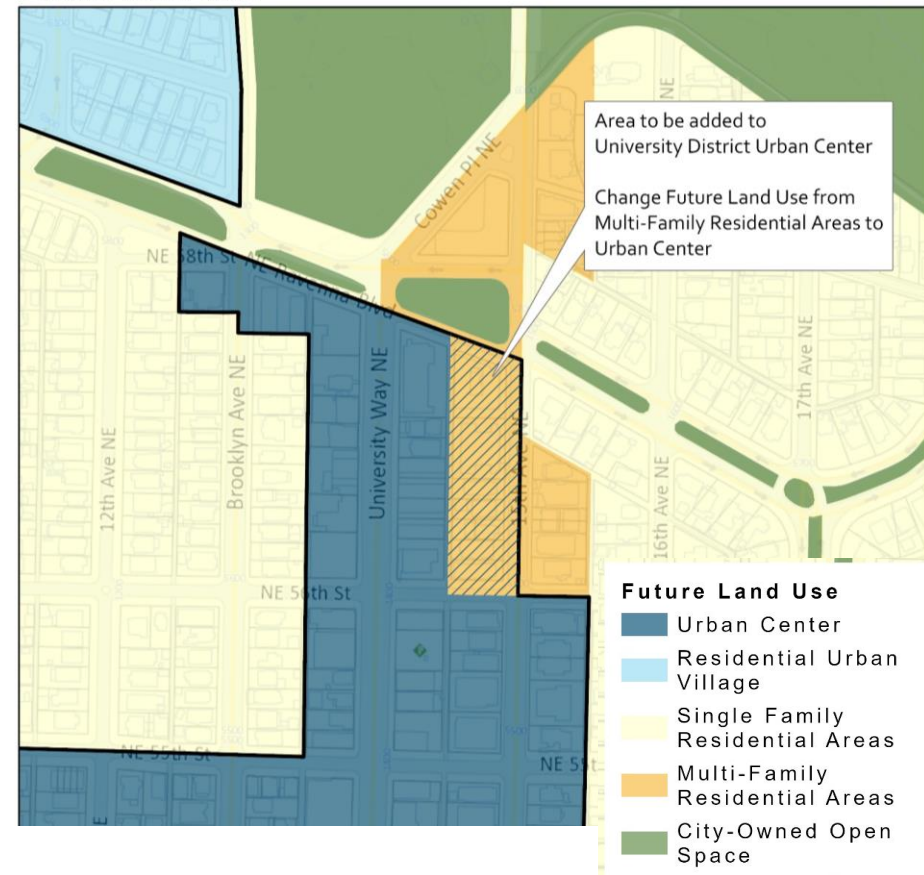 Area to be added to
University District Urban Center
Change Future Land Use from
Multi-Family Residential Areas to
Urban Center
NE
Cowen Pl NE
NE 58th St
NE Ravenna Blvd
17th Ave NE
University Way NE
Brooklyn Ave NE
12th Ave NE
15th Ave NE
16th Ave NE
NE 56th St
NE 55th St
NE 55t
E
Future Land Use
Urban Center
Residential Urban
Village
Single Family
Residential Areas
Multi-Family
Residential Areas
City-Owned Open
Space